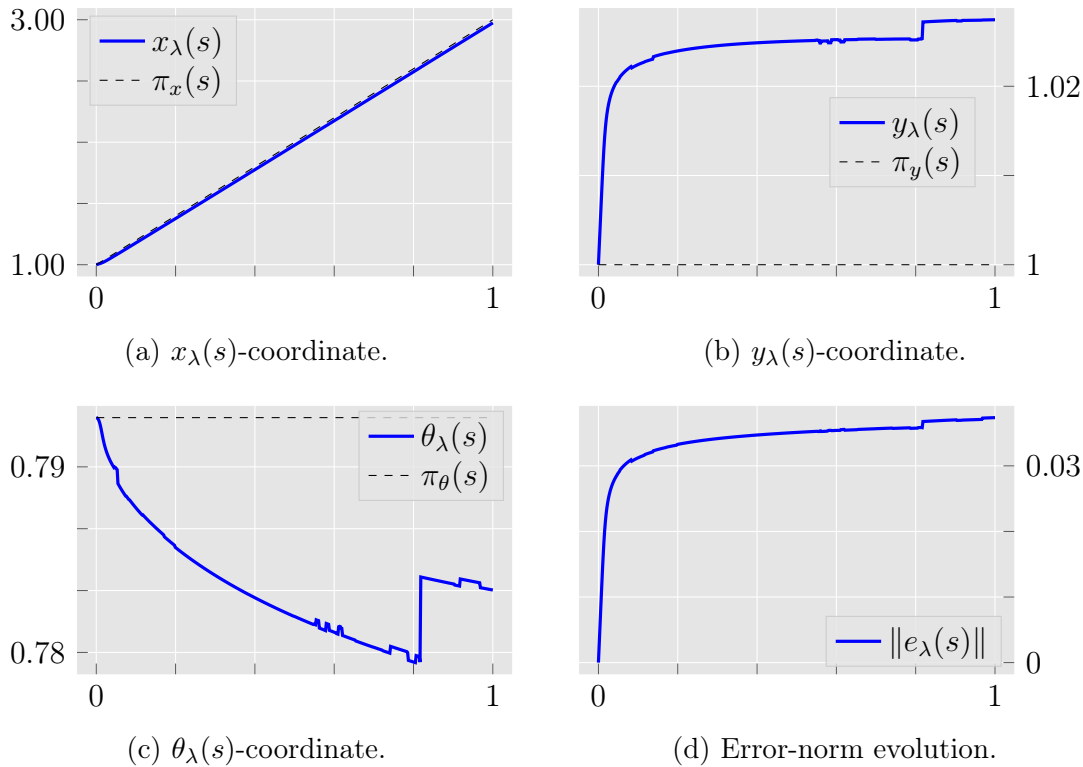 3.00
1.00
x_λ(s)
π_x(s)
0
1
(a) x_λ(s)-coordinate.
1.02
1
y_λ(s)
π_y(s)
0
1
(b) y_λ(s)-coordinate.
0.79
0.78
θ_λ(s)
π_θ(s)
0
1
(c) θ_λ(s)-coordinate.
0.03
0
‖e_λ(s)‖
0
1
(d) Error-norm evolution.